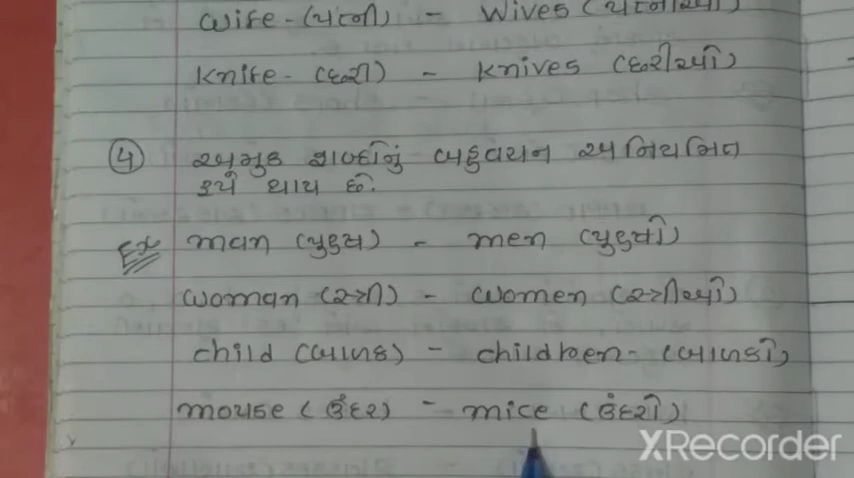 wife - (પત્ની) - wives (પત્નીઓ)
knife - (છરી) - knives (છરીઓ)
૫ અમુક શબ્દોનું બહુવચન અનિયમિત
રૂપે થાય છે.
Ex man (પુરુષ) - men (પુરુષો)
woman (સ્ત્રી) - women (સ્ત્રીઓ)
child (બાળક) - children - (બાળકો)
mouse (ઉંદર) - mice (ઉંદરો)
XRecorder